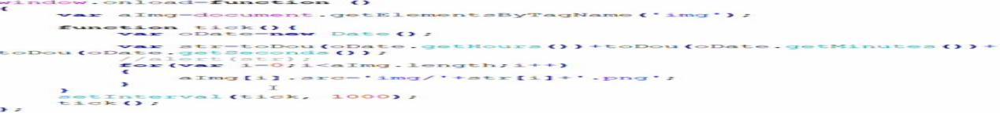 window.onload=function ()
{
var aImg=document.getElementsByTagName('img');
function tick(){
var oDate=new Date();
var str=toDou(oDate.getHours())+toDou(oDate.getMinutes())+
toDou(oDate.getSeconds());
//alert(str);
for(var i=0;i<aImg.length;i++)
{
aImg[i].src='img/'+str[i]+'.png';
}
}
setInterval(tick, 1000);
tick();
};